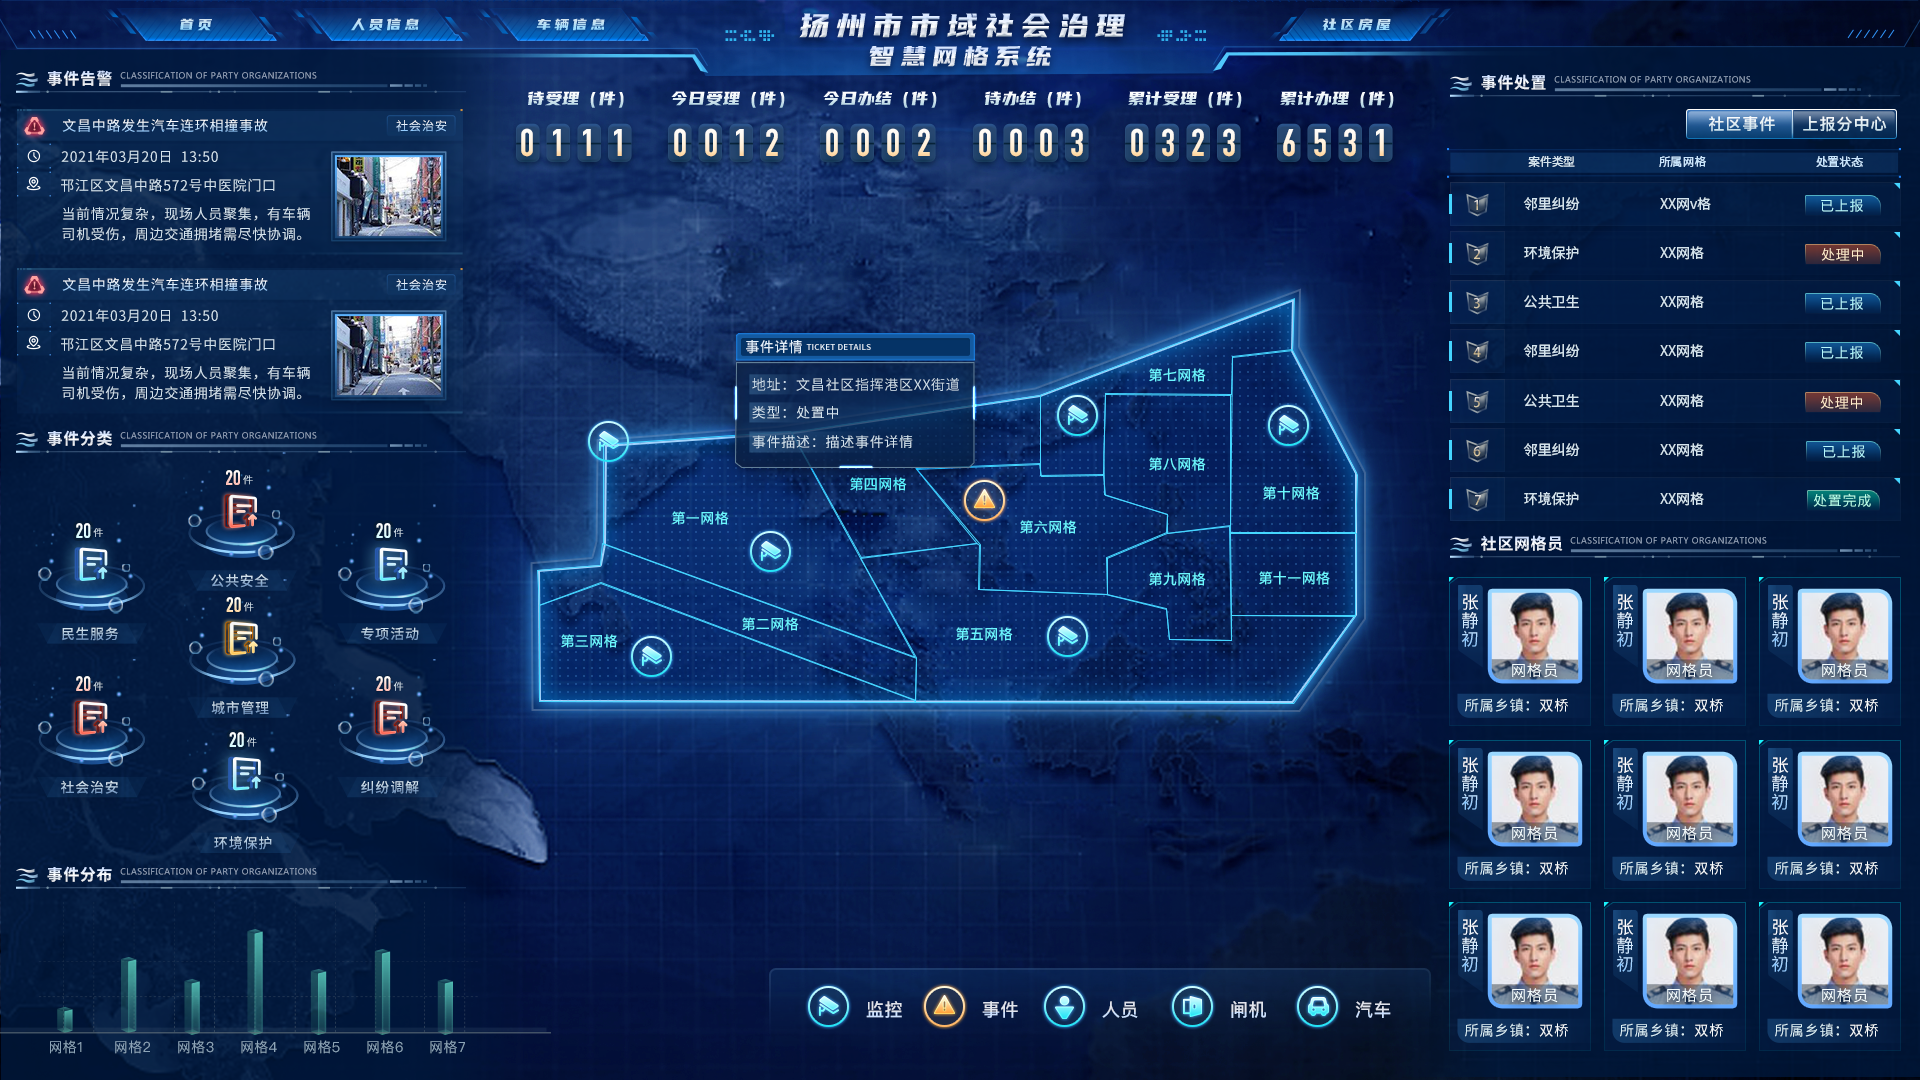 首页
人员信息
车辆信息
扬州市市域社会治理
智慧网格系统
社区房屋
事件告警 CLASSIFICATION OF PARTY ORGANIZATIONS
文昌中路发生汽车连环相撞事故
社会治安
2021年03月20日 13:50
邗江区文昌中路572号中医院门口
当前情况复杂，现场人员聚集，有车辆
司机受伤，周边交通拥堵需尽快协调。
文昌中路发生汽车连环相撞事故
社会治安
2021年03月20日 13:50
邗江区文昌中路572号中医院门口
当前情况复杂，现场人员聚集，有车辆
司机受伤，周边交通拥堵需尽快协调。
事件分类 CLASSIFICATION OF PARTY ORGANIZATIONS
20件
公共安全
20件
民生服务
20件
专项活动
20件
城市管理
20件
社会治安
20件
纠纷调解
20件
环境保护
事件分布 CLASSIFICATION OF PARTY ORGANIZATIONS
网格1
网格2
网格3
网格4
网格5
网格6
网格7
待受理（件）
0111
今日受理（件）
0012
今日办结（件）
0002
待办结（件）
0003
累计受理（件）
0323
累计办理（件）
6531
事件详情 TICKET DETAILS
地址：文昌社区指挥港区XX街道
类型：处置中
事件描述：描述事件详情
第七网格
第八网格
第四网格
第十网格
第一网格
第六网格
第九网格
第十一网格
第二网格
第五网格
第三网格
监控
事件
人员
闸机
汽车
事件处置 CLASSIFICATION OF PARTY ORGANIZATIONS
社区事件
上报分中心
案件类型 所属网格 处置状态
1 邻里纠纷 XX网v格 已上报
2 环境保护 XX网格 处理中
3 公共卫生 XX网格 已上报
4 邻里纠纷 XX网格 已上报
5 公共卫生 XX网格 处理中
6 邻里纠纷 XX网格 已上报
7 环境保护 XX网格 处置完成
社区网格员 CLASSIFICATION OF PARTY ORGANIZATIONS
张静初
网格员
所属乡镇：双桥
张静初
网格员
所属乡镇：双桥
张静初
网格员
所属乡镇：双桥
张静初
网格员
所属乡镇：双桥
张静初
网格员
所属乡镇：双桥
张静初
网格员
所属乡镇：双桥
张静初
网格员
所属乡镇：双桥
张静初
网格员
所属乡镇：双桥
张静初
网格员
所属乡镇：双桥